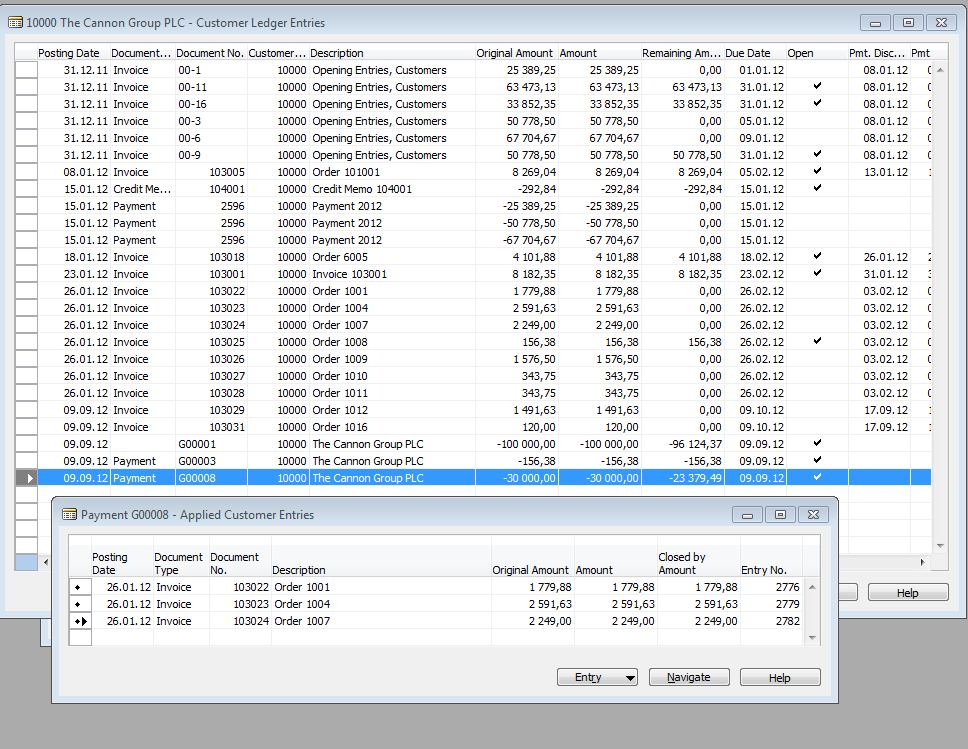 10000 The Cannon Group PLC - Customer Ledger Entries
Posting Date Document... Document No. Customer... Description Original Amount Amount Remaining Am... Due Date Open Pmt. Disc... Pmt
31.12.11 Invoice 00-1 10000 Opening Entries, Customers 25 389,25 25 389,25 0,00 01.01.12 08.01.12
31.12.11 Invoice 00-11 10000 Opening Entries, Customers 63 473,13 63 473,13 63 473,13 31.01.12 ✓ 08.01.12
31.12.11 Invoice 00-16 10000 Opening Entries, Customers 33 852,35 33 852,35 33 852,35 31.01.12 ✓ 08.01.12
31.12.11 Invoice 00-3 10000 Opening Entries, Customers 50 778,50 50 778,50 0,00 05.01.12 08.01.12
31.12.11 Invoice 00-6 10000 Opening Entries, Customers 67 704,67 67 704,67 0,00 09.01.12 08.01.12
31.12.11 Invoice 00-9 10000 Opening Entries, Customers 50 778,50 50 778,50 50 778,50 31.01.12 ✓ 08.01.12
08.01.12 Invoice 103005 10000 Order 101001 8 269,04 8 269,04 8 269,04 05.02.12 ✓ 13.01.12
15.01.12 Credit Me... 104001 10000 Credit Memo 104001 -292,84 -292,84 -292,84 15.01.12 ✓
15.01.12 Payment 2596 10000 Payment 2012 -25 389,25 -25 389,25 0,00 15.01.12
15.01.12 Payment 2596 10000 Payment 2012 -50 778,50 -50 778,50 0,00 15.01.12
15.01.12 Payment 2596 10000 Payment 2012 -67 704,67 -67 704,67 0,00 15.01.12
18.01.12 Invoice 103018 10000 Order 6005 4 101,88 4 101,88 4 101,88 18.02.12 ✓ 26.01.12
23.01.12 Invoice 103001 10000 Invoice 103001 8 182,35 8 182,35 8 182,35 23.02.12 ✓ 31.01.12
26.01.12 Invoice 103022 10000 Order 1001 1 779,88 1 779,88 0,00 26.02.12 03.02.12
26.01.12 Invoice 103023 10000 Order 1004 2 591,63 2 591,63 0,00 26.02.12 03.02.12
26.01.12 Invoice 103024 10000 Order 1007 2 249,00 2 249,00 0,00 26.02.12 03.02.12
26.01.12 Invoice 103025 10000 Order 1008 156,38 156,38 156,38 26.02.12 ✓ 03.02.12
26.01.12 Invoice 103026 10000 Order 1009 1 576,50 1 576,50 0,00 26.02.12 03.02.12
26.01.12 Invoice 103027 10000 Order 1010 343,75 343,75 0,00 26.02.12 03.02.12
26.01.12 Invoice 103028 10000 Order 1011 343,75 343,75 0,00 26.02.12 03.02.12
09.09.12 Invoice 103029 10000 Order 1012 1 491,63 1 491,63 0,00 09.10.12 17.09.12
09.09.12 Invoice 103031 10000 Order 1016 120,00 120,00 0,00 09.10.12 17.09.12
09.09.12 G00001 10000 The Cannon Group PLC -100 000,00 -100 000,00 -96 124,37 09.09.12 ✓
09.09.12 Payment G00003 10000 The Cannon Group PLC -156,38 -156,38 -156,38 09.09.12 ✓
09.09.12 Payment G00008 10000 The Cannon Group PLC -30 000,00 -30 000,00 -23 379,49 09.09.12 ✓
Help
Payment G00008 - Applied Customer Entries
Posting Date Document Type Document No. Description Original Amount Amount Closed by Amount Entry No.
26.01.12 Invoice 103022 Order 1001 1 779,88 1 779,88 1 779,88 2776
26.01.12 Invoice 103023 Order 1004 2 591,63 2 591,63 2 591,63 2779
26.01.12 Invoice 103024 Order 1007 2 249,00 2 249,00 2 249,00 2782
Entry Navigate Help